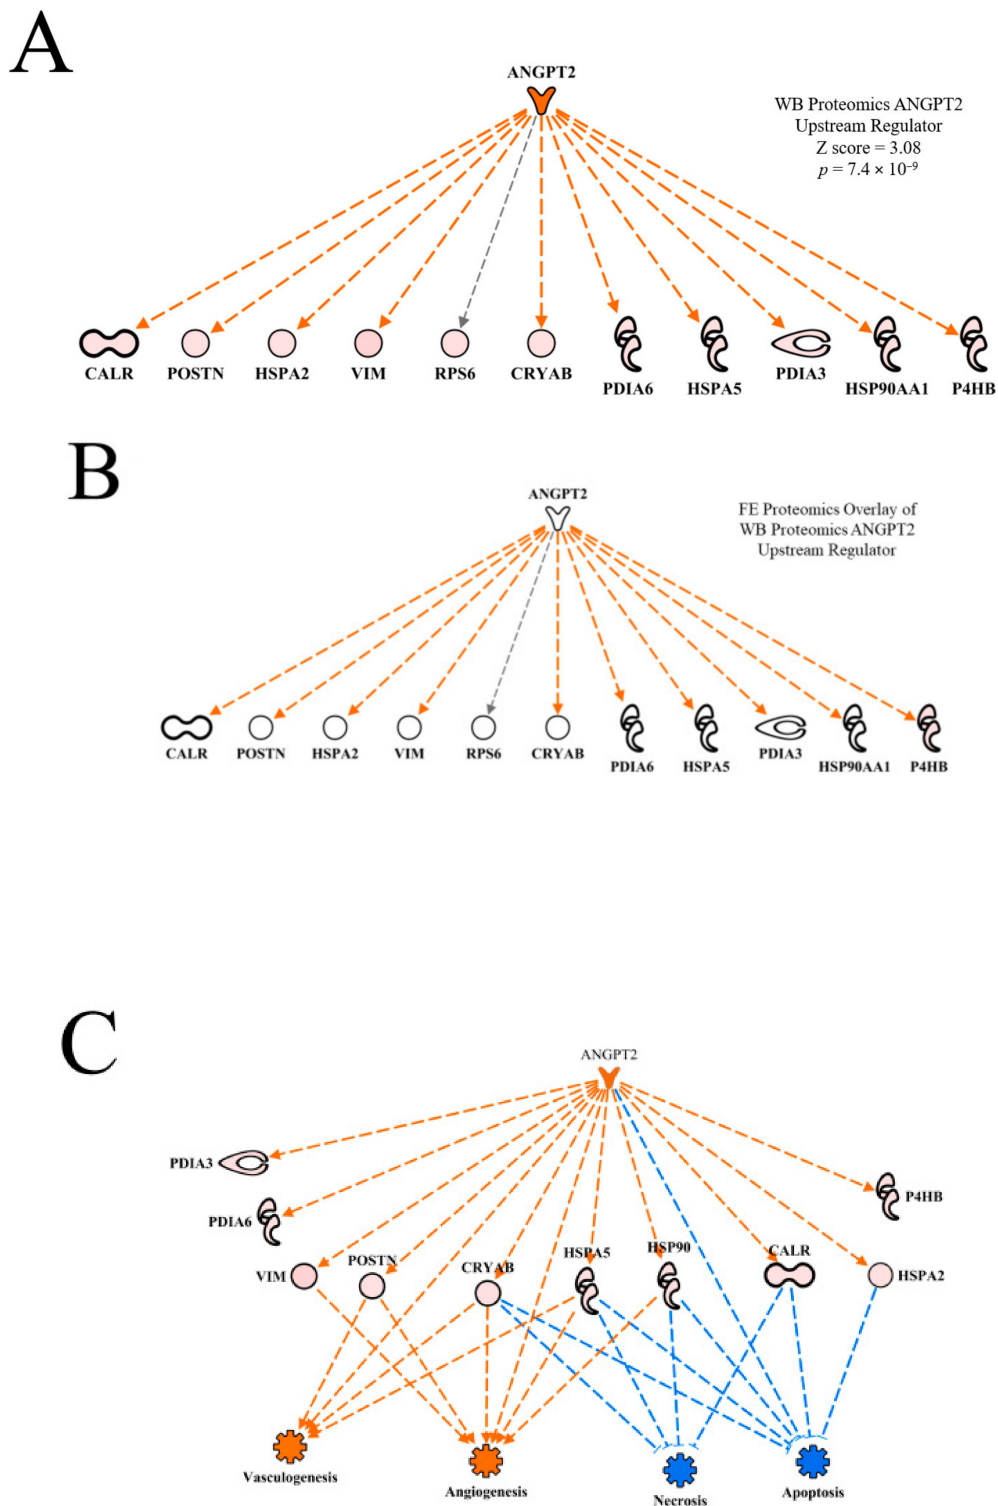 A
ANGPT2
WB Proteomics ANGPT2
Upstream Regulator
Z score = 3.08
p = 7.4 × 10⁻⁹
CALR POSTN HSPA2 VIM RPS6 CRYAB PDIA6 HSPA5 PDIA3 HSP90AA1 P4HB
B
ANGPT2
FE Proteomics Overlay of
WB Proteomics ANGPT2
Upstream Regulator
CALR POSTN HSPA2 VIM RPS6 CRYAB PDIA6 HSPA5 PDIA3 HSP90AA1 P4HB
C
ANGPT2
PDIA3
P4HB
PDIA6
VIM POSTN CRYAB HSPA5 HSP90 CALR HSPA2
Vasculogenesis Angiogenesis Necrosis Apoptosis